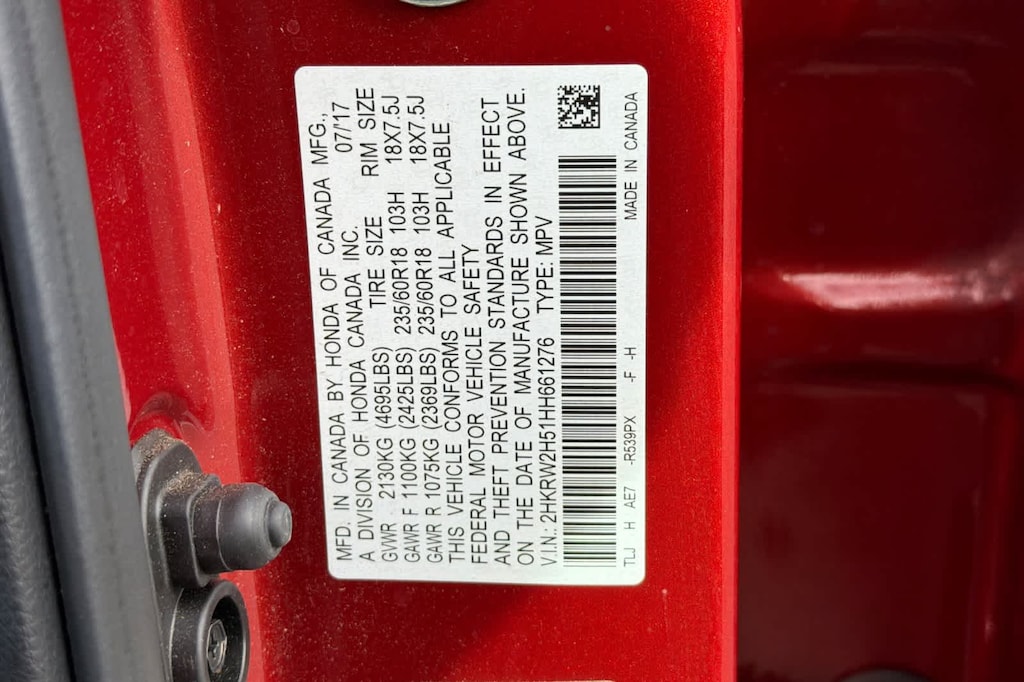 MFD. IN CANADA BY HONDA OF CANADA MFG.,
A DIVISION OF HONDA CANADA INC. 07/'17
TIRE SIZE RIM SIZE
GVWR 2130KG (4695LBS)
GAWR F 1100KG (2425LBS) 235/60R18 103H 18X7.5J
GAWR R 1075KG (2369LBS) 235/60R18 103H 18X7.5J
THIS VEHICLE CONFORMS TO ALL APPLICABLE
FEDERAL MOTOR VEHICLE SAFETY
AND THEFT PREVENTION STANDARDS IN EFFECT
ON THE DATE OF MANUFACTURE SHOWN ABOVE.
V.I.N.: 2HKRW2H51HH661276 TYPE: MPV
TLJ H AE7 -R539PX -F -H MADE IN CANADA